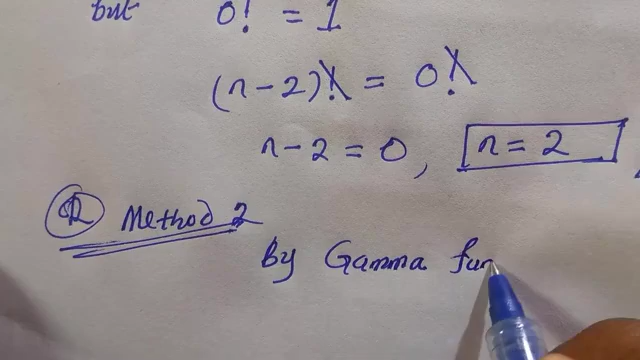 but 0! = 1
(n-2)! = 0!
n-2 = 0, n = 2
Method 2
By Gamma fun